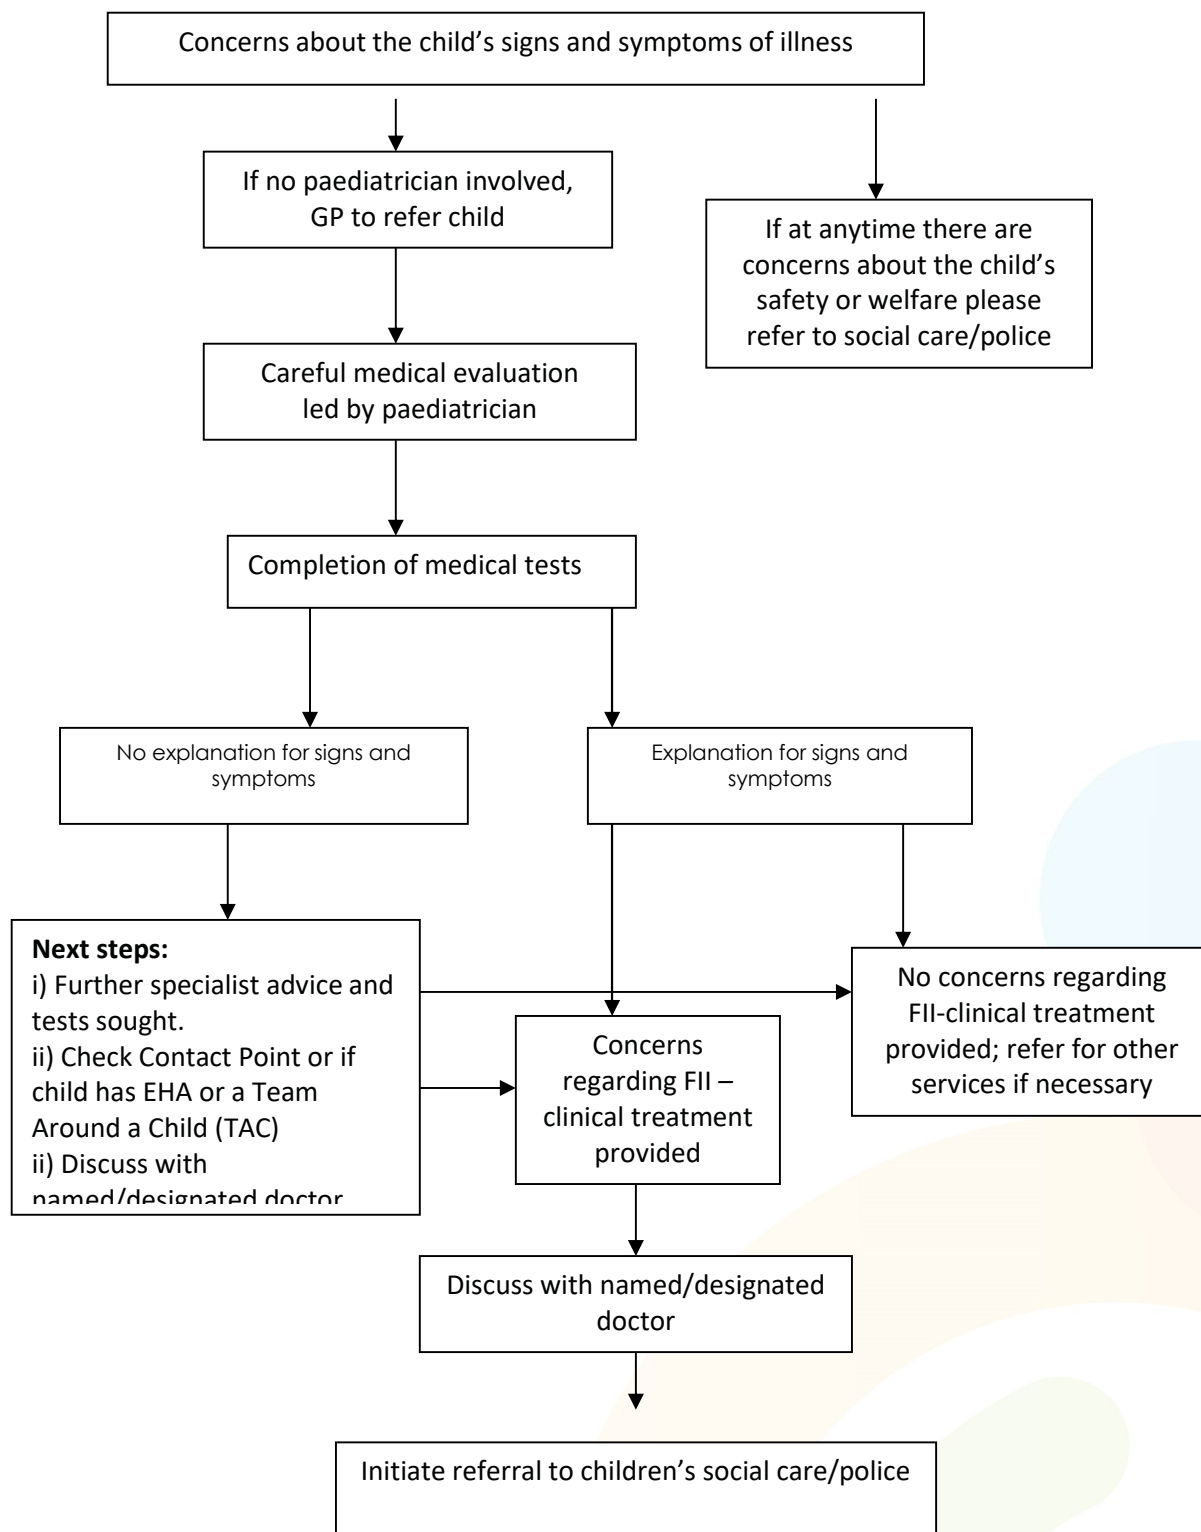 Concerns about the child’s signs and symptoms of illness
If no paediatrician involved,
GP to refer child
If at anytime there are
concerns about the child’s
safety or welfare please
refer to social care/police
Careful medical evaluation
led by paediatrician
Completion of medical tests
No explanation for signs and
symptoms
Explanation for signs and
symptoms
Next steps:
i) Further specialist advice and
tests sought.
ii) Check Contact Point or if
child has EHA or a Team
Around a Child (TAC)
ii) Discuss with
named/designated doctor
Concerns
regarding FII –
clinical treatment
provided
No concerns regarding
FII-clinical treatment
provided; refer for other
services if necessary
Discuss with named/designated
doctor
Initiate referral to children’s social care/police